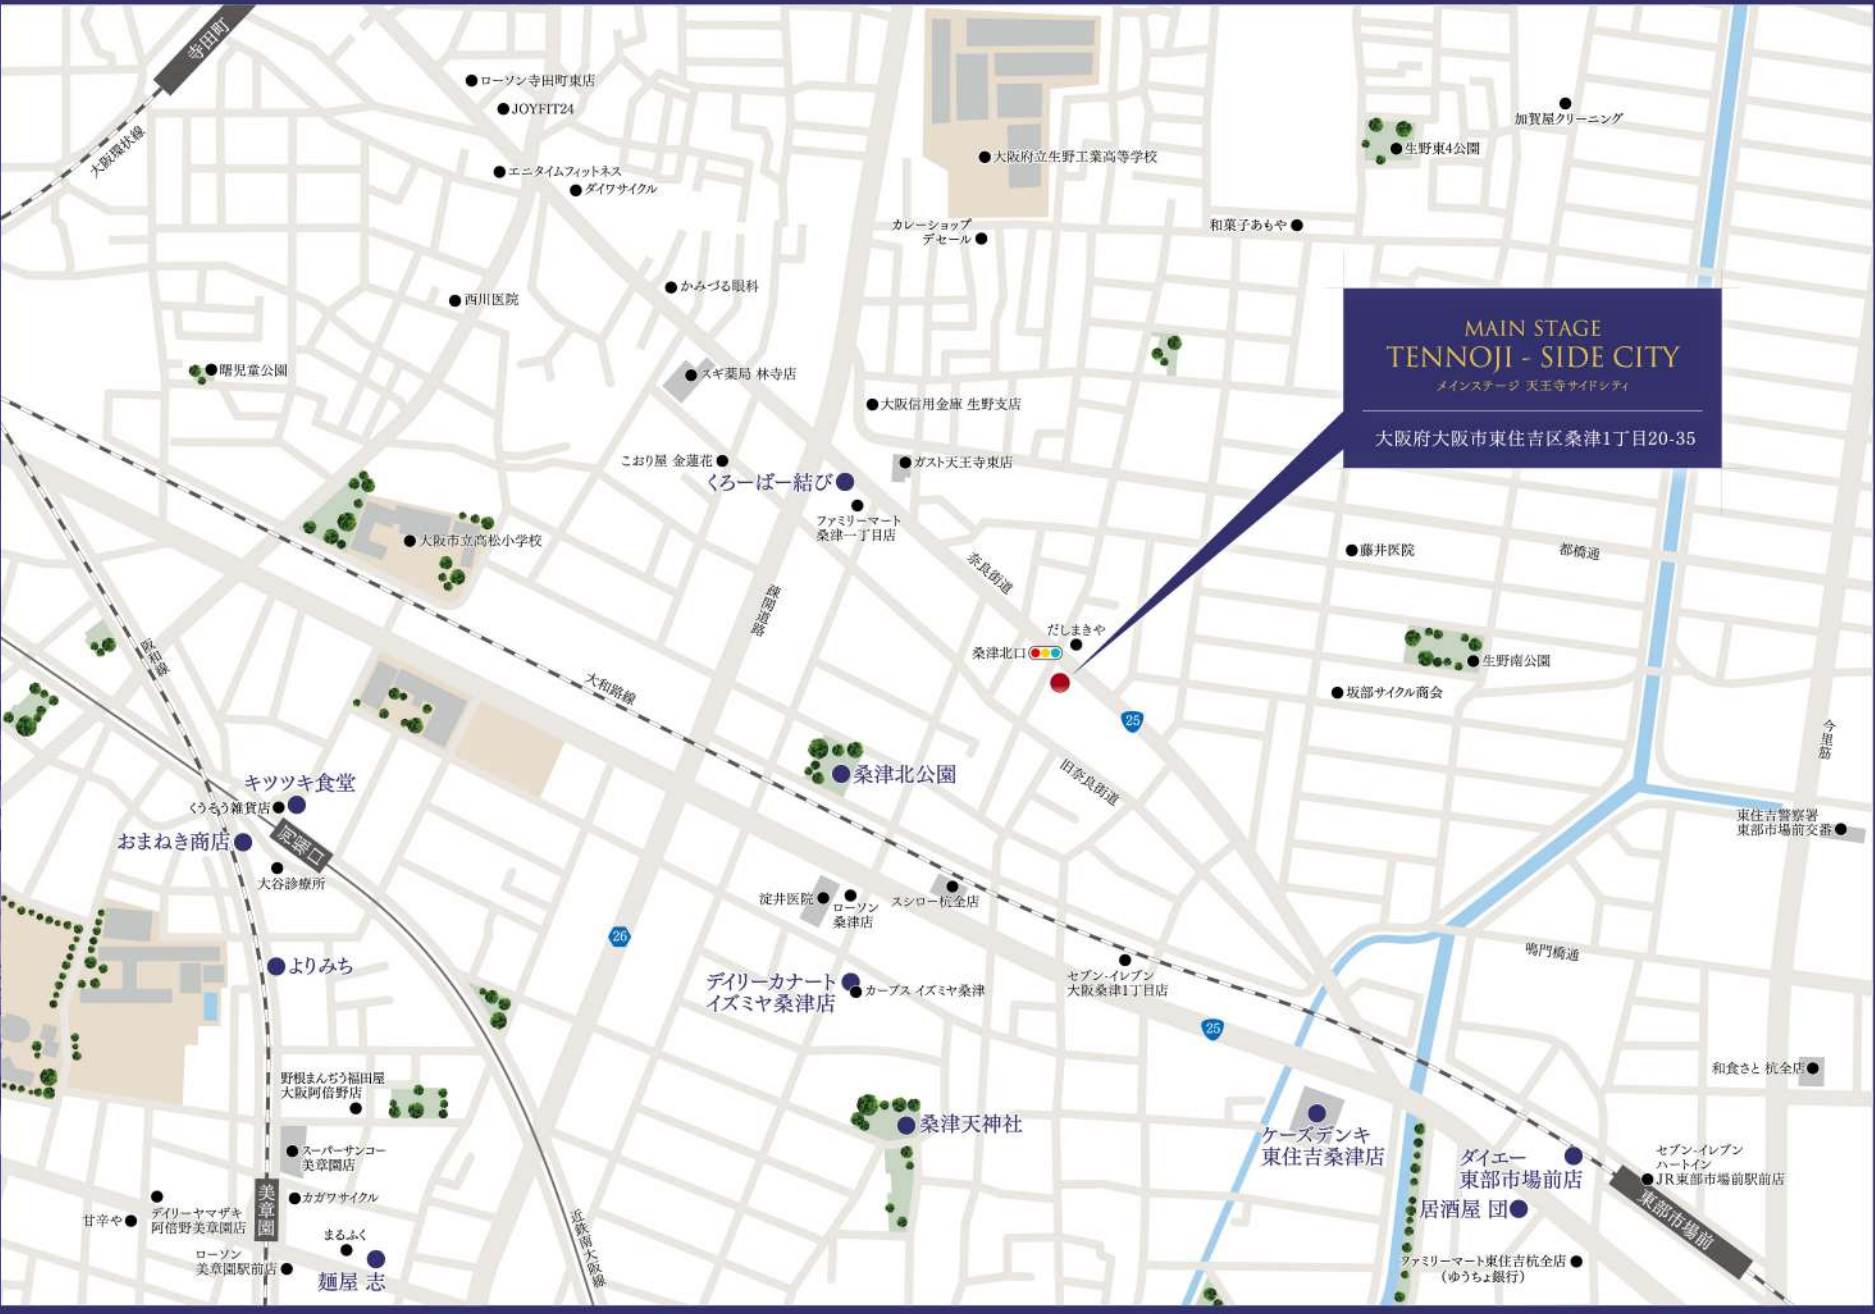 寺田町
ローソン寺田町東店
JOYFIT24
大阪環状線
エニタイムフィットネス
ダイワサイクル
大阪府立生野工業高等学校
加賀屋クリーニング
生野東4公園
カレーショップ
デセール
和菓子あもや
西川医院
かみづる眼科
MAIN STAGE
TENNOJI - SIDE CITY
メインステージ 天王寺サイドシティ
大阪府大阪市東住吉区桑津1丁目20-35
曙児童公園
スギ薬局 林寺店
大阪信用金庫 生野支店
こおり屋 金蓮花
ガスト天王寺東店
くろーばー結び
ファミリーマート
桑津一丁目店
大阪市立高松小学校
奈良街道
藤井医院
都橋通
疎開道路
だしまきや
桑津北口
阪和線
生野南公園
大和路線
坂部サイクル商会
25
今里筋
桑津北公園
旧奈良街道
キツツキ食堂
くうそう雑貨店
おまねき商店
河堀口
大谷診療所
東住吉警察署
東部市場前交番
淀井医院
ローソン
桑津店
スシロー杭全店
26
鳴門橋通
よりみち
デイリーカナート
イズミヤ桑津店
カーブス イズミヤ桑津
セブン-イレブン
大阪桑津1丁目店
25
野根まんぢう福田屋
大阪阿倍野店
和食さと 杭全店
桑津天神社
ケーズデンキ
東住吉桑津店
スーパーサンコー
美章園店
ダイエー
東部市場前店
セブン-イレブン
ハートイン
JR東部市場前駅前店
美章園
カガワサイクル
デイリーヤマザキ
阿倍野美章園店
甘辛や
居酒屋 団
東部市場前
まるふく
近鉄南大阪線
ローソン
美章園駅前店
麺屋 志
ファミリーマート東住吉杭全店
(ゆうちょ銀行)